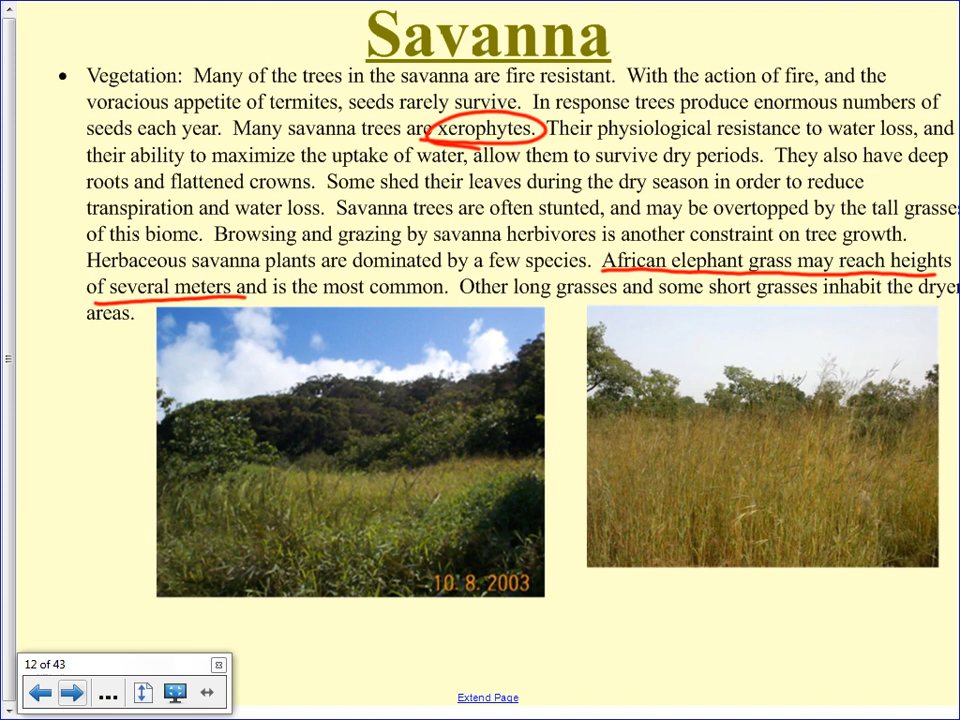 Savanna
• Vegetation: Many of the trees in the savanna are fire resistant. With the action of fire, and the
voracious appetite of termites, seeds rarely survive. In response trees produce enormous numbers of
seeds each year. Many savanna trees are xerophytes. Their physiological resistance to water loss, and
their ability to maximize the uptake of water, allow them to survive dry periods. They also have deep
roots and flattened crowns. Some shed their leaves during the dry season in order to reduce
transpiration and water loss. Savanna trees are often stunted, and may be overtopped by the tall grasses
of this biome. Browsing and grazing by savanna herbivores is another constraint on tree growth.
Herbaceous savanna plants are dominated by a few species. African elephant grass may reach heights
of several meters and is the most common. Other long grasses and some short grasses inhabit the dryer
areas.
10. 8. 2003
12 of 43
...
Extend Page